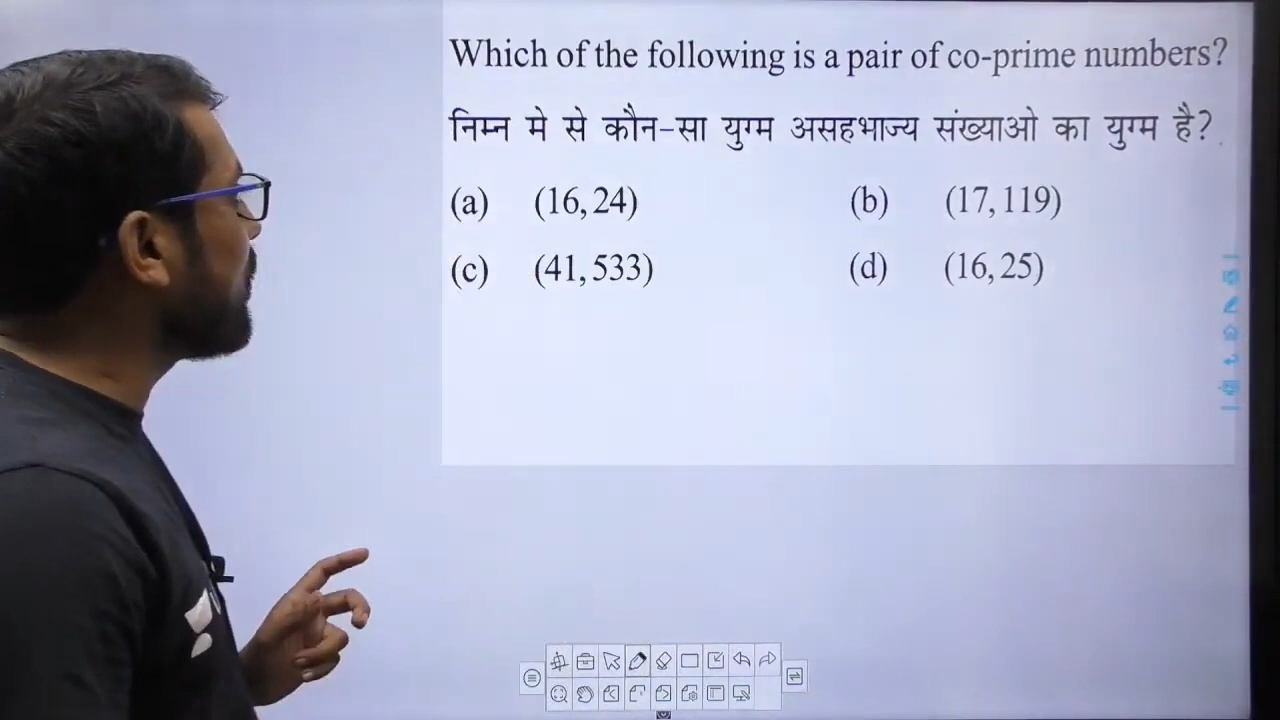 Which of the following is a pair of co-prime numbers?
निम्न मे से कौन-सा युग्म असहभाज्य संख्याओ का युग्म है?
(a) (16, 24) (b) (17, 119)
(c) (41, 533) (d) (16, 25)